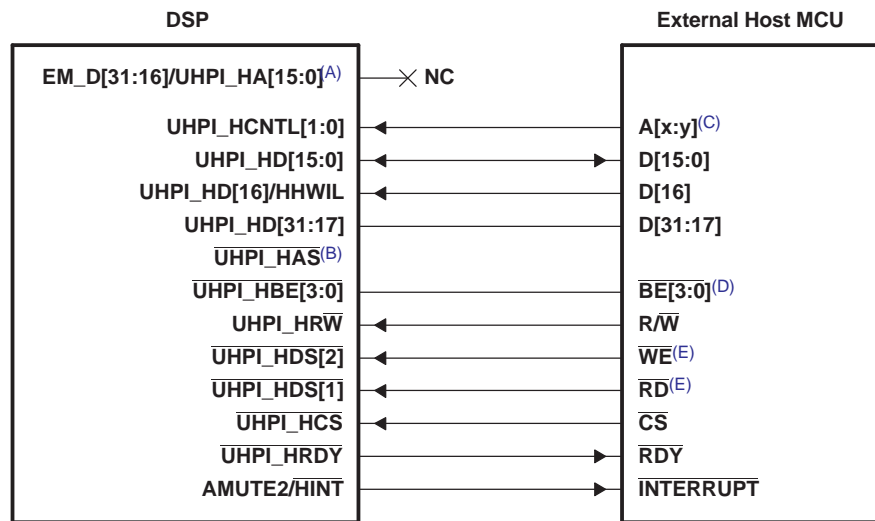 DSP External Host MCU
EM_D[31:16]/UHPI_HA[15:0](A) NC
UHPI_HCNTL[1:0] A[x:y](C)
UHPI_HD[15:0] D[15:0]
UHPI_HD[16]/HHWIL D[16]
UHPI_HD[31:17] D[31:17]
UHPI_HAS(B)
UHPI_HBE[3:0] BE[3:0](D)
UHPI_HRW R/W
UHPI_HDS[2] WE(E)
UHPI_HDS[1] RD(E)
UHPI_HCS CS
UHPI_HRDY RDY
AMUTE2/HINT INTERRUPT